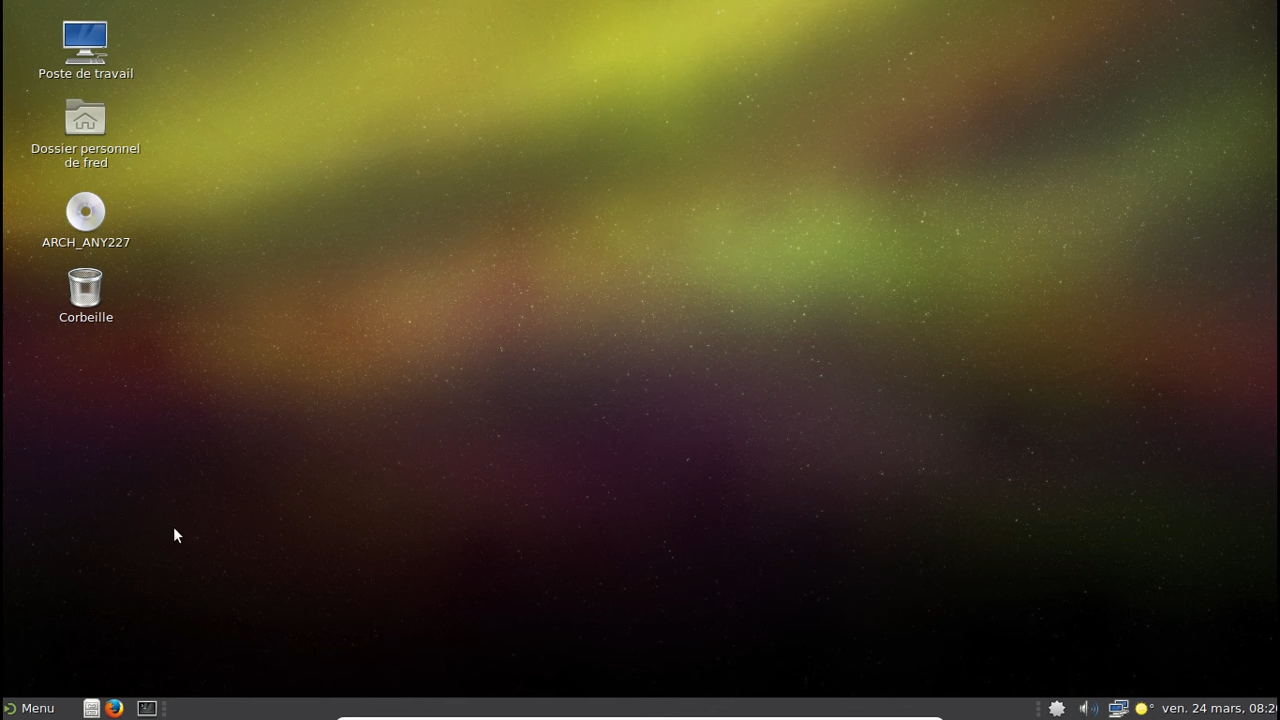 Poste de travail
Dossier personnel
de fred
ARCH_ANY227
Corbeille
Menu
ven. 24 mars, 08:2